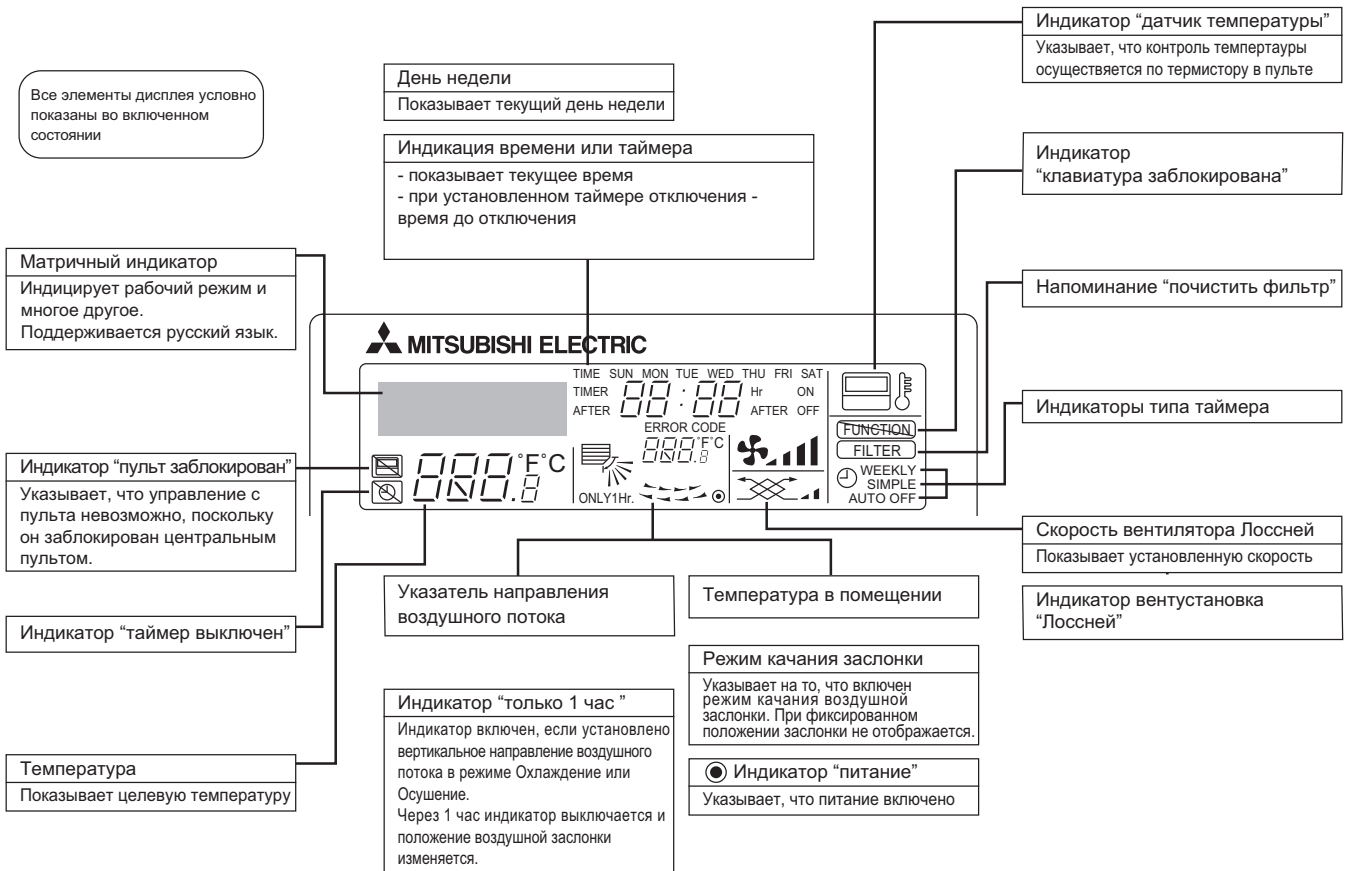 Все элементы дисплея условно
показаны во включенном
состоянии
День недели
Показывает текущий день недели
Индикация времени или таймера
- показывает текущее время
- при установленном таймере отключения -
время до отключения
Индикатор “датчик температуры”
Указывает, что контроль темпертауры
осуществяется по термистору в пульте
Индикатор
“клавиатура заблокирована”
Напоминание “почистить фильтр”
Индикаторы типа таймера
Скорость вентилятора Лоссней
Показывает установленную скорость
Индикатор вентустановка
“Лоссней”
Матричный индикатор
Индицирует рабочий режим и
многое другое.
Поддерживается русский язык.
Индикатор “пульт заблокирован”
Указывает, что управление с
пульта невозможно, поскольку
он заблокирован центральным
пультом.
Индикатор “таймер выключен”
Температура
Показывает целевую температуру
MITSUBISHI ELECTRIC
TIME SUN MON TUE WED THU FRI SAT
TIMER 88:88 Hr ON
AFTER AFTER OFF
ERROR CODE
888.8 °F°C
888.8 °F°C
ONLY1Hr.
FUNCTION
FILTER
WEEKLY
SIMPLE
AUTO OFF
Указатель направления
воздушного потока
Температура в помещении
Индикатор “только 1 час ”
Индикатор включен, если установлено
вертикальное направление воздушного
потока в режиме Охлаждение или
Осушение.
Через 1 час индикатор выключается и
положение воздушной заслонки
изменяется.
Режим качания заслонки
Указывает на то, что включен
режим качания воздушной
заслонки. При фиксированном
положении заслонки не отображается.
Индикатор “питание”
Указывает, что питание включено